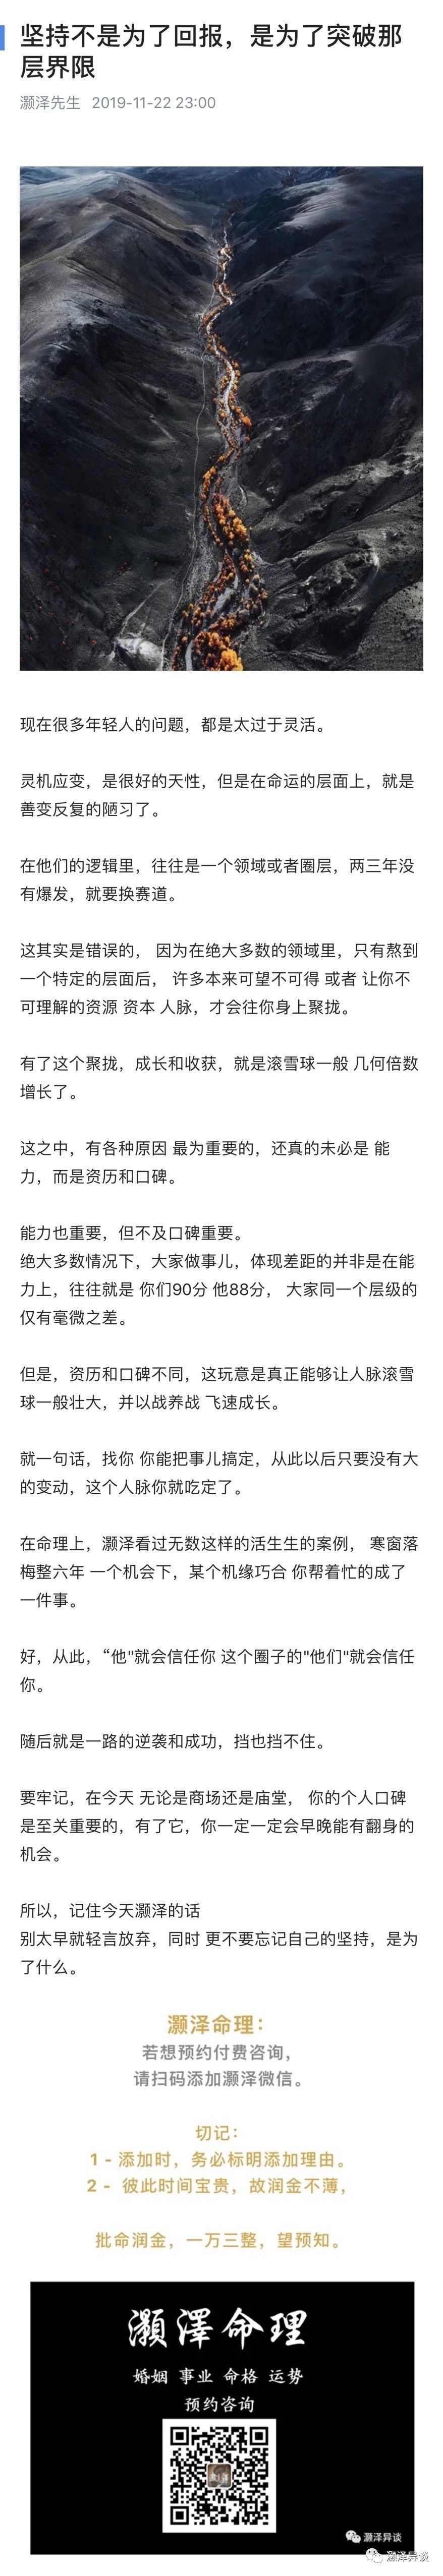 坚持不是为了回报，是为了突破那
层界限
灏泽先生 2019-11-22 23:00
现在很多年轻人的问题，都是太过于灵活。
灵机应变，是很好的天性，但是在命运的层面上，就是
善变反复的陋习了。
在他们的逻辑里，往往是一个领域或者圈层，两三年没
有爆发，就要换赛道。
这其实是错误的， 因为在绝大多数的领域里，只有熬到
一个特定的层面后， 许多本来可望不可得 或者 让你不
可理解的资源 资本 人脉，才会往你身上聚拢。
有了这个聚拢，成长和收获，就是滚雪球一般 几何倍数
增长了。
这之中，有各种原因 最为重要的，还真的未必是 能
力，而是资历和口碑。
能力也重要，但不及口碑重要。
绝大多数情况下，大家做事儿，体现差距的并非是在能
力上，往往就是 你们90分 他88分， 大家同一个层级的
仅有毫微之差。
但是，资历和口碑不同，这玩意是真正能够让人脉滚雪
球一般壮大，并以战养战 飞速成长。
就一句话，找你 你能把事儿搞定，从此以后只要没有大
的变动，这个人脉你就吃定了。
在命理上，灏泽看过无数这样的活生生的案例， 寒窗落
梅整六年 一个机会下，某个机缘巧合 你帮着忙的成了
一件事。
好，从此，“他"就会信任你 这个圈子的"他们"就会信任
你。
随后就是一路的逆袭和成功，挡也挡不住。
要牢记，在今天 无论是商场还是庙堂， 你的个人口碑
是至关重要的，有了它，你一定一定会早晚能有翻身的
机会。
所以，记住今天灏泽的话
别太早就轻言放弃，同时 更不要忘记自己的坚持，是为
了什么。
灏泽命理：
若想预约付费咨询，
请扫码添加灏泽微信。
切记：
1 - 添加时，务必标明添加理由。
2 - 彼此时间宝贵，故润金不薄，
批命润金，一万三整，望预知。
灝澤命理
婚姻 事业 命格 运势
预约咨询
灏泽异谈
灏泽异谈